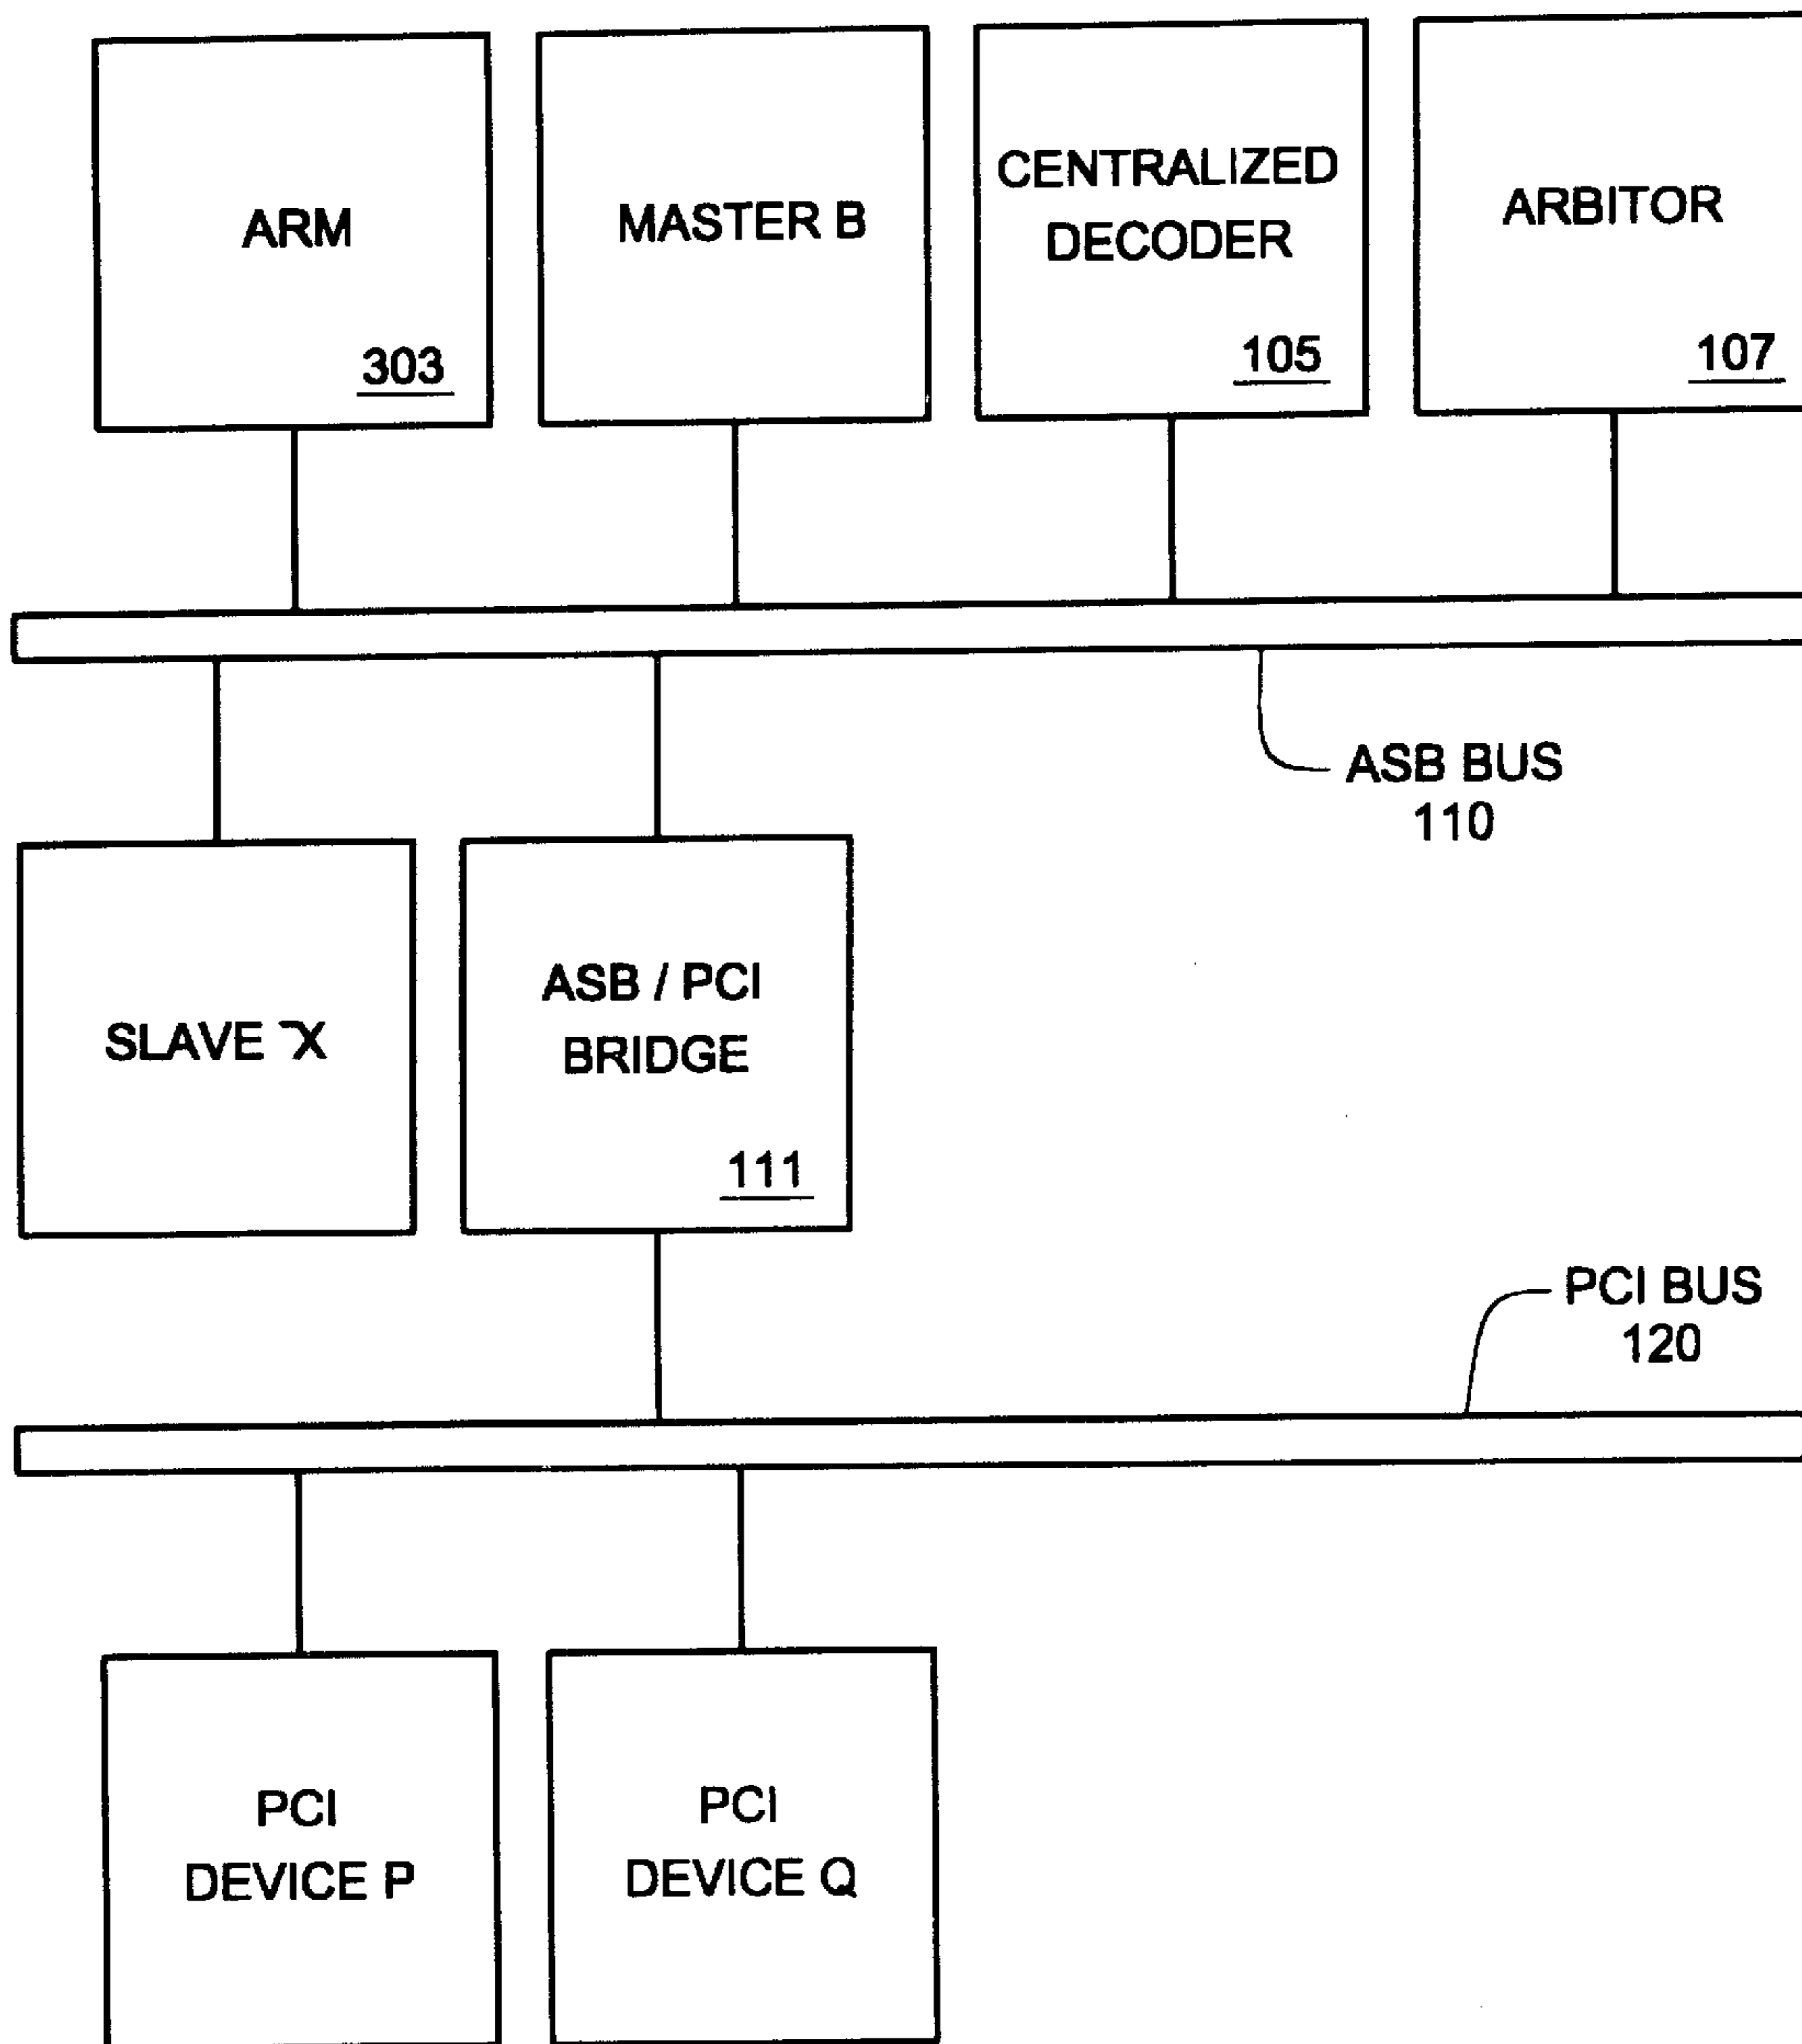 ARM
303
MASTER B
CENTRALIZED
DECODER
105
ARBITOR
107
ASB BUS
110
SLAVE X
ASB / PCI
BRIDGE
111
PCI BUS
120
PCI
DEVICE P
PCI
DEVICE Q